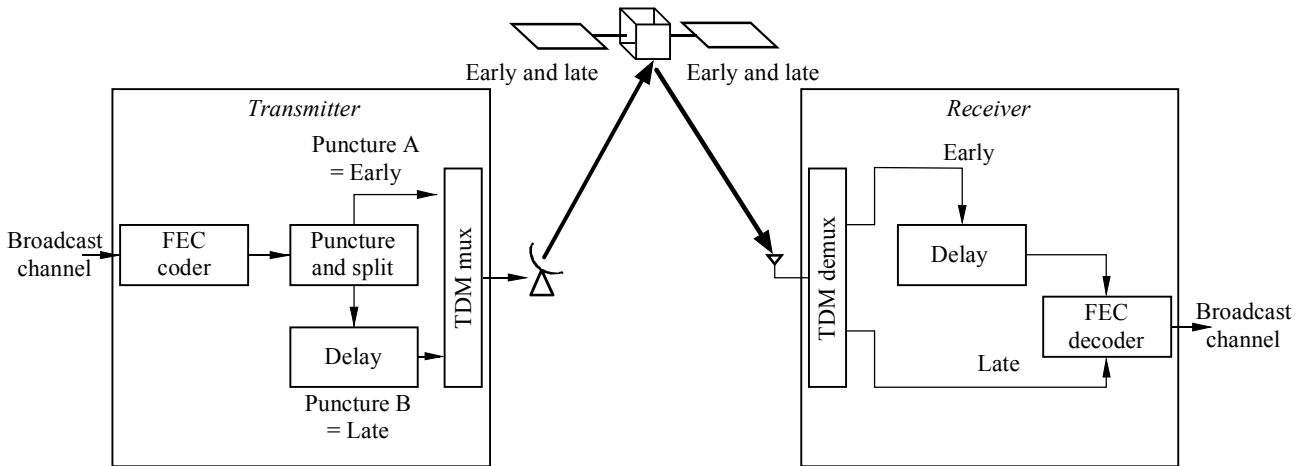 Early and late
Early and late
Transmitter
Puncture A
= Early
Broadcast
channel
FEC
coder
Puncture
and split
Delay
Puncture B
= Late
TDM mux
Receiver
Early
TDM demux
Delay
FEC
decoder
Late
Broadcast
channel